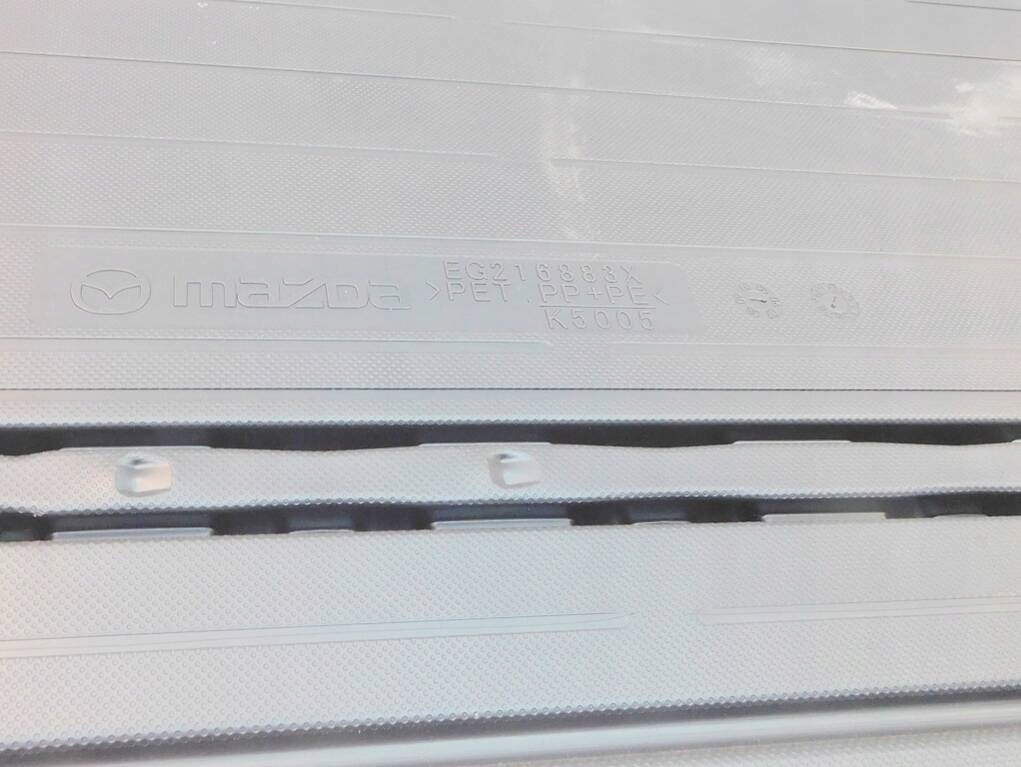 mazda
EG216883X
>PET.PP+PE<
K5005